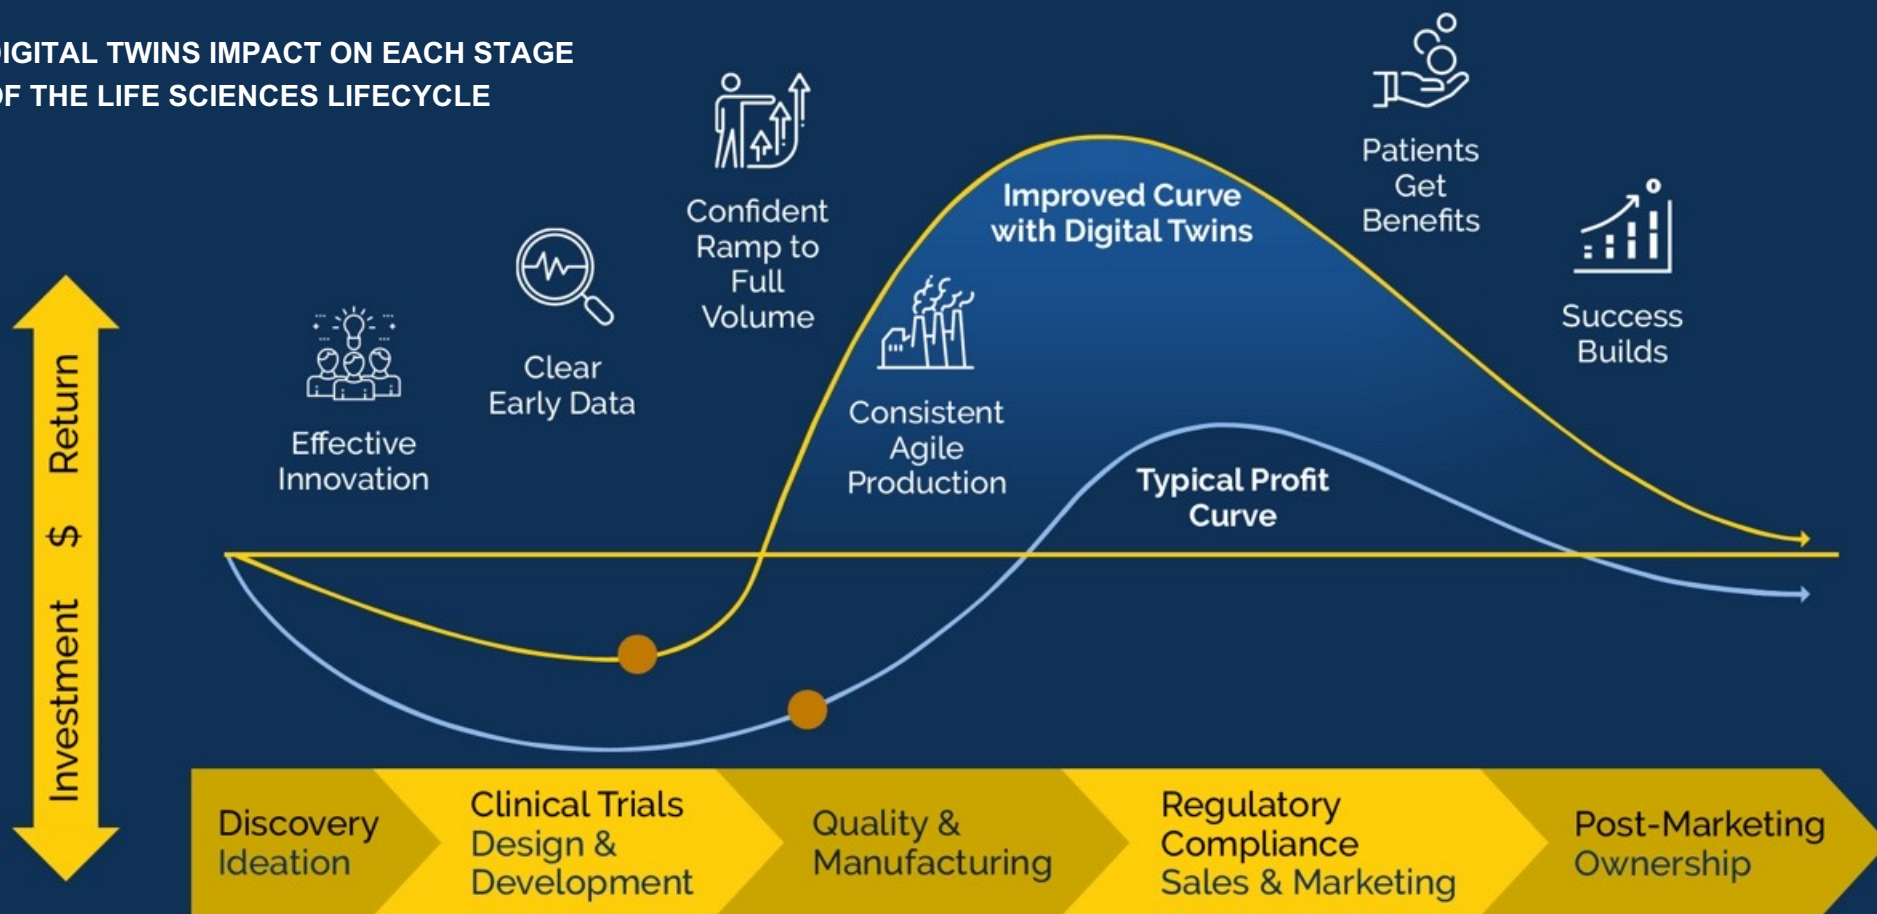 DIGITAL TWINS IMPACT ON EACH STAGE
OF THE LIFE SCIENCES LIFECYCLE
Return
$
Investment
Effective
Innovation
Clear
Early Data
Confident
Ramp to
Full
Volume
Consistent
Agile
Production
Improved Curve
with Digital Twins
Typical Profit
Curve
Patients
Get
Benefits
Success
Builds
Discovery
Ideation
Clinical Trials
Design &
Development
Quality &
Manufacturing
Regulatory
Compliance
Sales & Marketing
Post-Marketing
Ownership